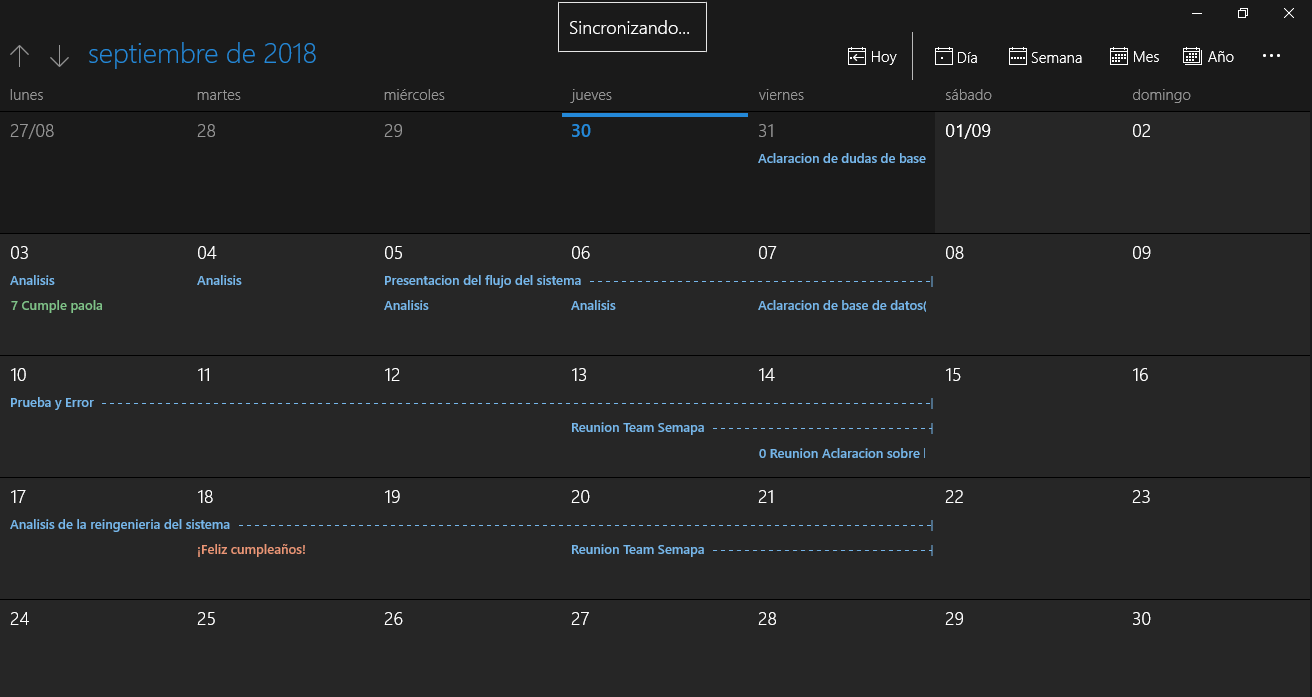 Sincronizando...
septiembre de 2018
Hoy Día Semana Mes Año
lunes martes miércoles jueves viernes sábado domingo
27/08 28 29 30 31 01/09 02
Aclaracion de dudas de base
03 04 05 06 07 08 09
Analisis Analisis Presentacion del flujo del sistema
7 Cumple paola Analisis Analisis Aclaracion de base de datos(
10 11 12 13 14 15 16
Prueba y Error
Reunion Team Semapa
0 Reunion Aclaracion sobre
17 18 19 20 21 22 23
Analisis de la reingenieria del sistema
¡Feliz cumpleaños! Reunion Team Semapa
24 25 26 27 28 29 30